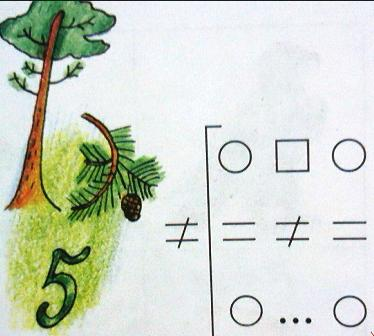 ○ □ ○
≠ = ≠ =
5
○ ... ○